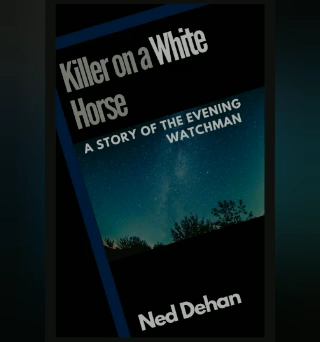 Killer on a White
Horse
A STORY OF THE EVENING
WATCHMAN
Ned Dehan